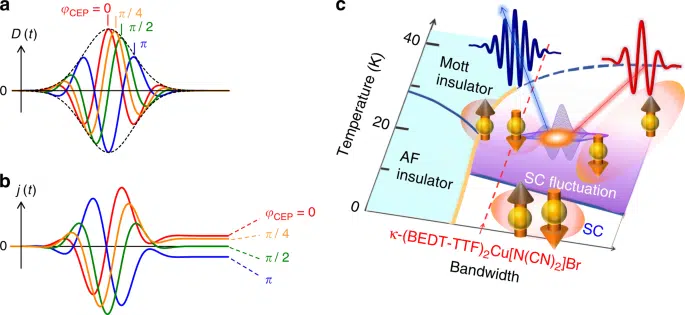 a
φCEP = 0
π / 4
π / 2
π
D (t)
0
b
j (t)
0
φCEP = 0
π / 4
π / 2
π
c
Temperature (K)
40
20
0
Mott
insulator
AF
insulator
SC fluctuation
SC
κ-(BEDT-TTF)₂Cu[N(CN)₂]Br
Bandwidth